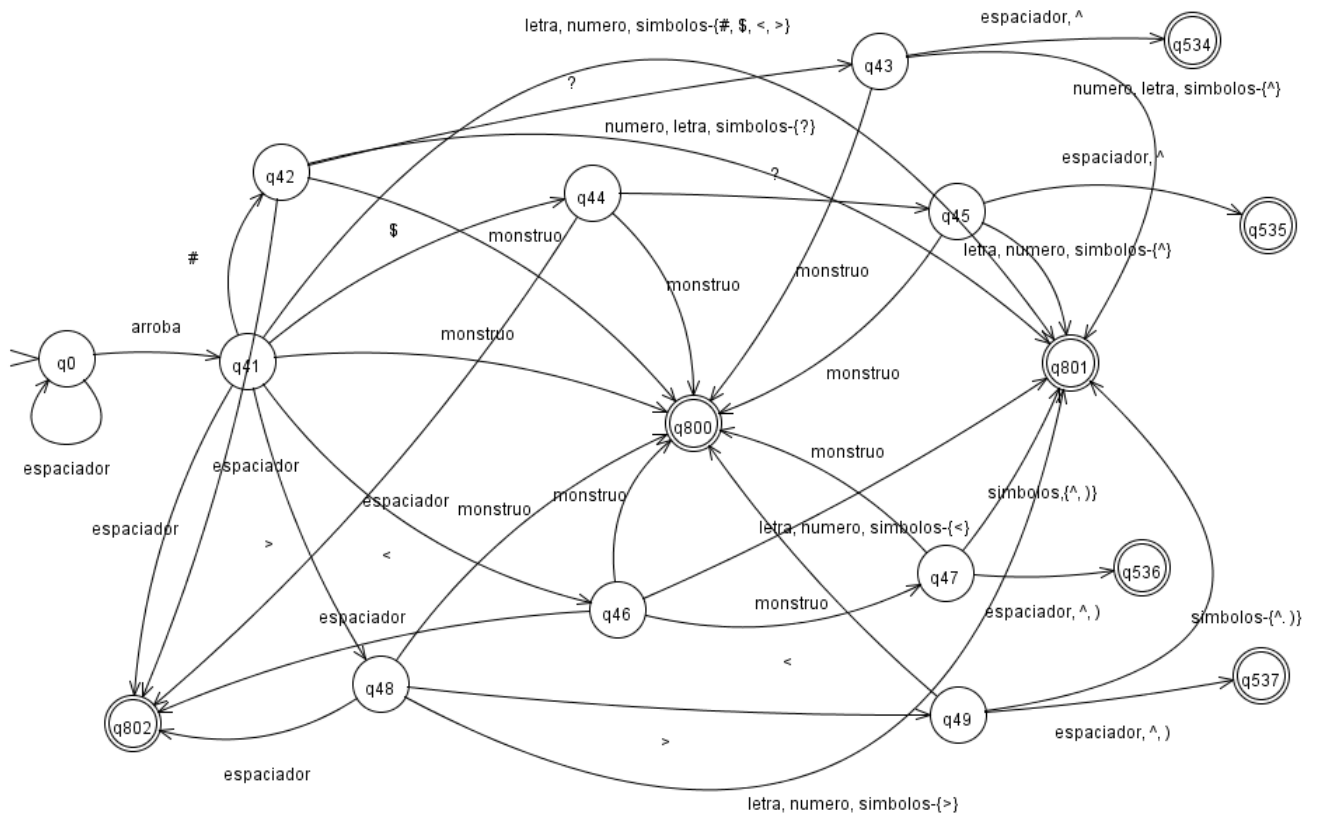 letra, numero, simbolos-{#, $, <, >}
espaciador, ^
q534
q43
?
numero, letra, simbolos-{^}
numero, letra, simbolos-{?}
espaciador, ^
q42
?
q44
q45
$
monstruo
q535
#
letra, numero, simbolos-{^}
monstruo
monstruo
arroba
monstruo
q0
q41
monstruo
q801
q800
espaciador
espaciador
monstruo
espaciador
monstruo
monstruo
simbolos,{^, )}
espaciador
letra, numero, simbolos-{<}
>
<
q47
q536
monstruo
espaciador, ^, )
q46
espaciador
simbolos-{^. )}
<
q48
q537
q802
q49
espaciador, ^, )
>
espaciador
letra, numero, simbolos-{>}